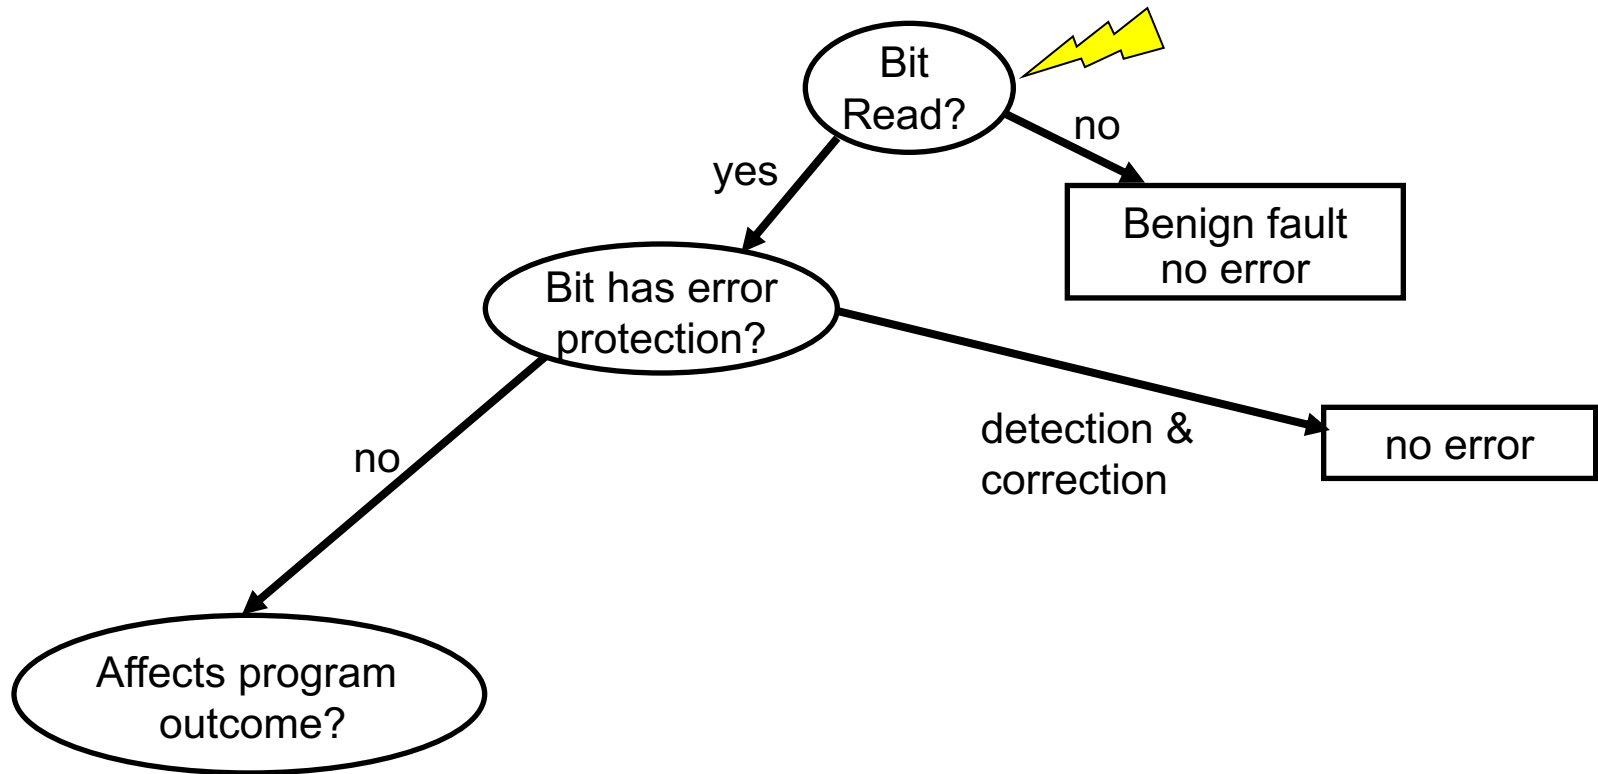 Bit
Read?
no
yes
Benign fault
no error
Bit has error
protection?
detection &
correction
no error
no
Affects program
outcome?